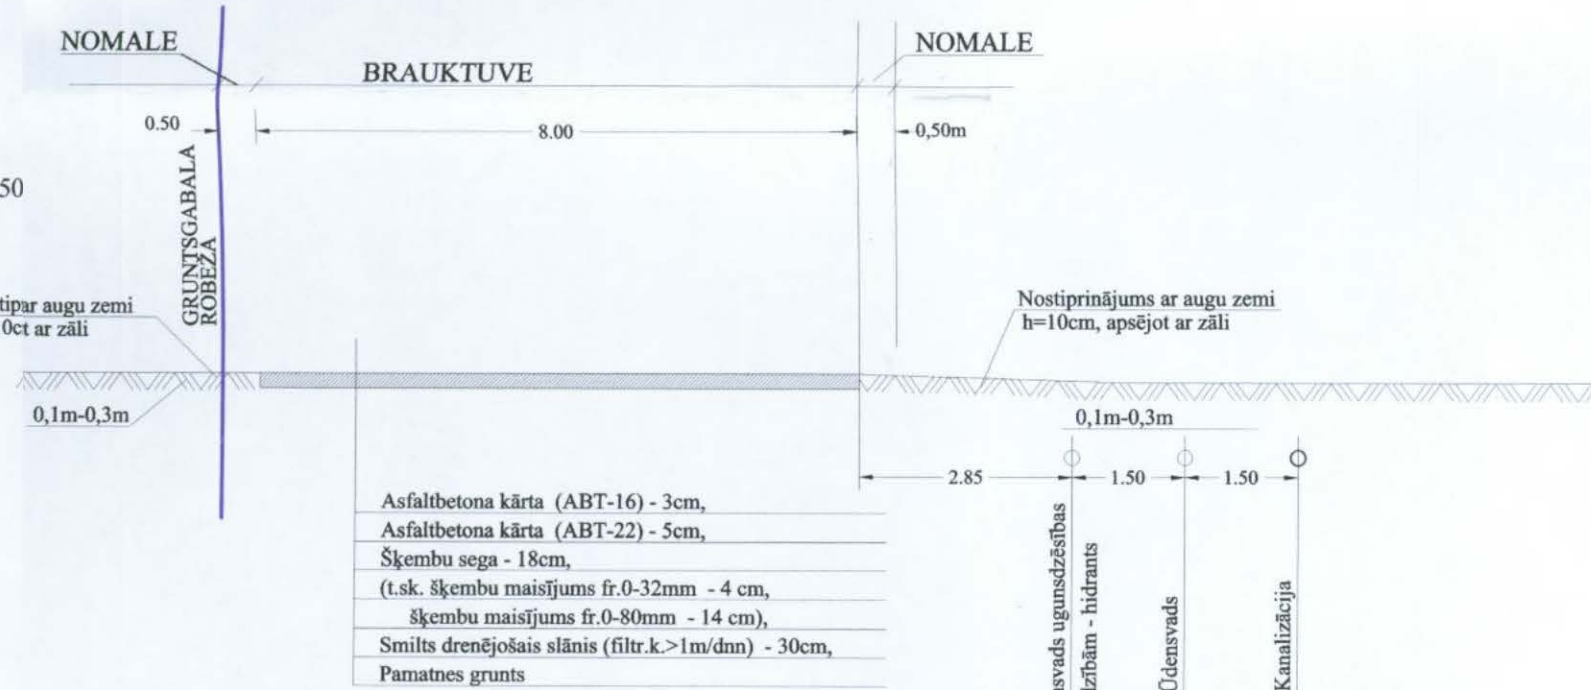 NOMALE
NOMALE
BRAUKTUVE
0.50
8.00
0,50m
50
GRUNTSGABALA
ROBEŽA
tipar augu zemi
0ct ar zāli
Nostiprinājums ar augu zemi
h=10cm, apsējot ar zāli
0,1m-0,3m
0,1m-0,3m
2.85
1.50
1.50
Asfaltbetona kārta (ABT-16) - 3cm,
Asfaltbetona kārta (ABT-22) - 5cm,
Šķembu sega - 18cm,
(t.sk. šķembu maisījums fr.0-32mm - 4 cm,
šķembu maisījums fr.0-80mm - 14 cm),
Smilts drenējošais slānis (filtr.k.>1m/dnn) - 30cm,
Pamatnes grunts
svads ugunsdzēsības
dzībām - hidrants
Ūdensvads
Kanalizācija